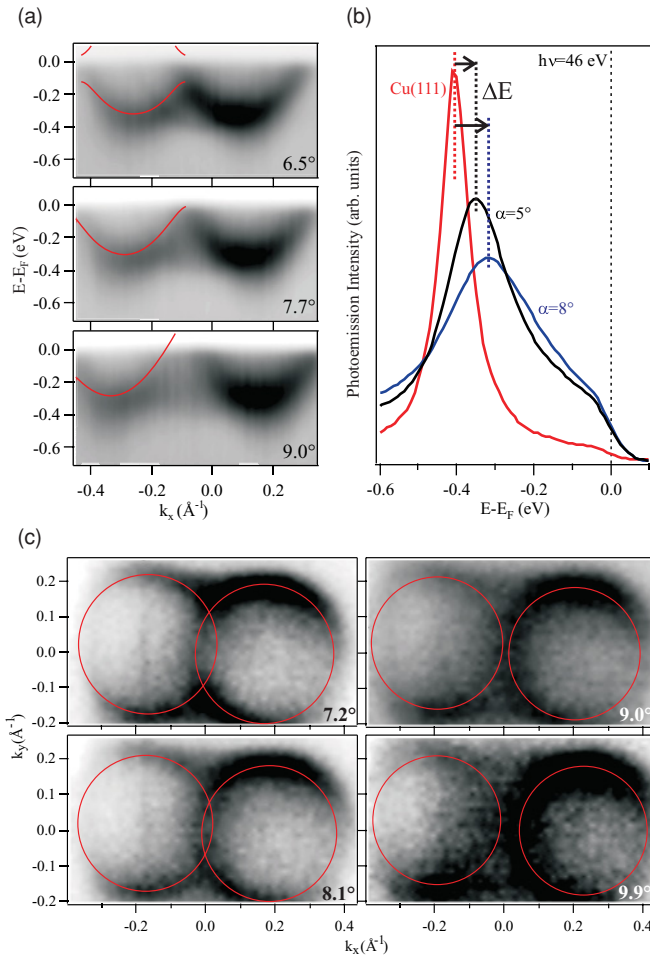 (a)
0.0
-0.2
-0.4
-0.6
6.5°
0.0
-0.2
-0.4
-0.6
7.7°
0.0
-0.2
-0.4
-0.6
9.0°
E-EF (eV)
-0.4 -0.2 0.0 0.2
kx (Å-1)
(b)
hν=46 eV
Cu(111)
ΔE
α=5°
α=8°
Photoemission Intensity (arb. units)
-0.6 -0.4 -0.2 0.0
E-EF (eV)
(c)
0.2
0.1
0.0
-0.1
-0.2
7.2°
9.0°
0.2
0.1
0.0
-0.1
-0.2
8.1°
9.9°
ky(Å-1)
-0.2 0.0 0.2 0.4
-0.2 0.0 0.2 0.4
kx(Å-1)